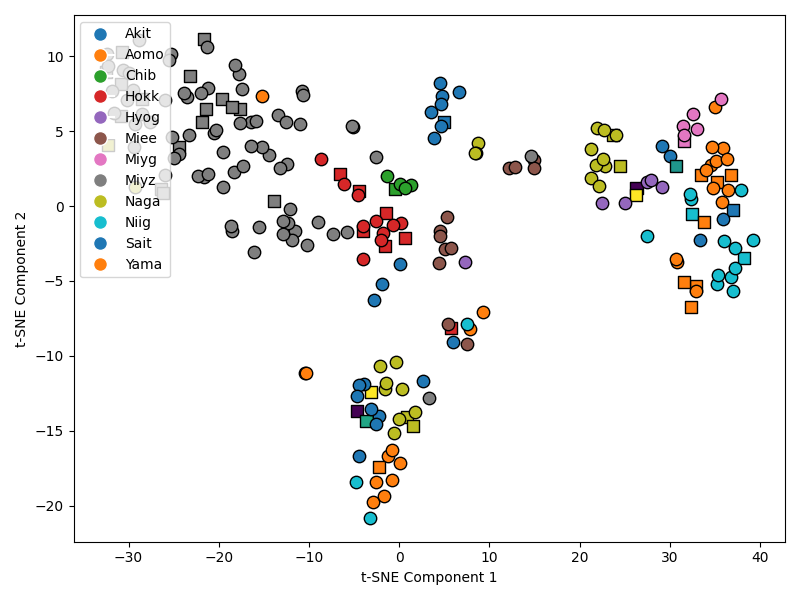 Akit
Aomo
Chib
Hokk
Hyog
Miee
Miyg
Miyz
Naga
Niig
Sait
Yama
10
5
0
−5
−10
−15
−20
t-SNE Component 2
−30 −20 −10 0 10 20 30 40
t-SNE Component 1